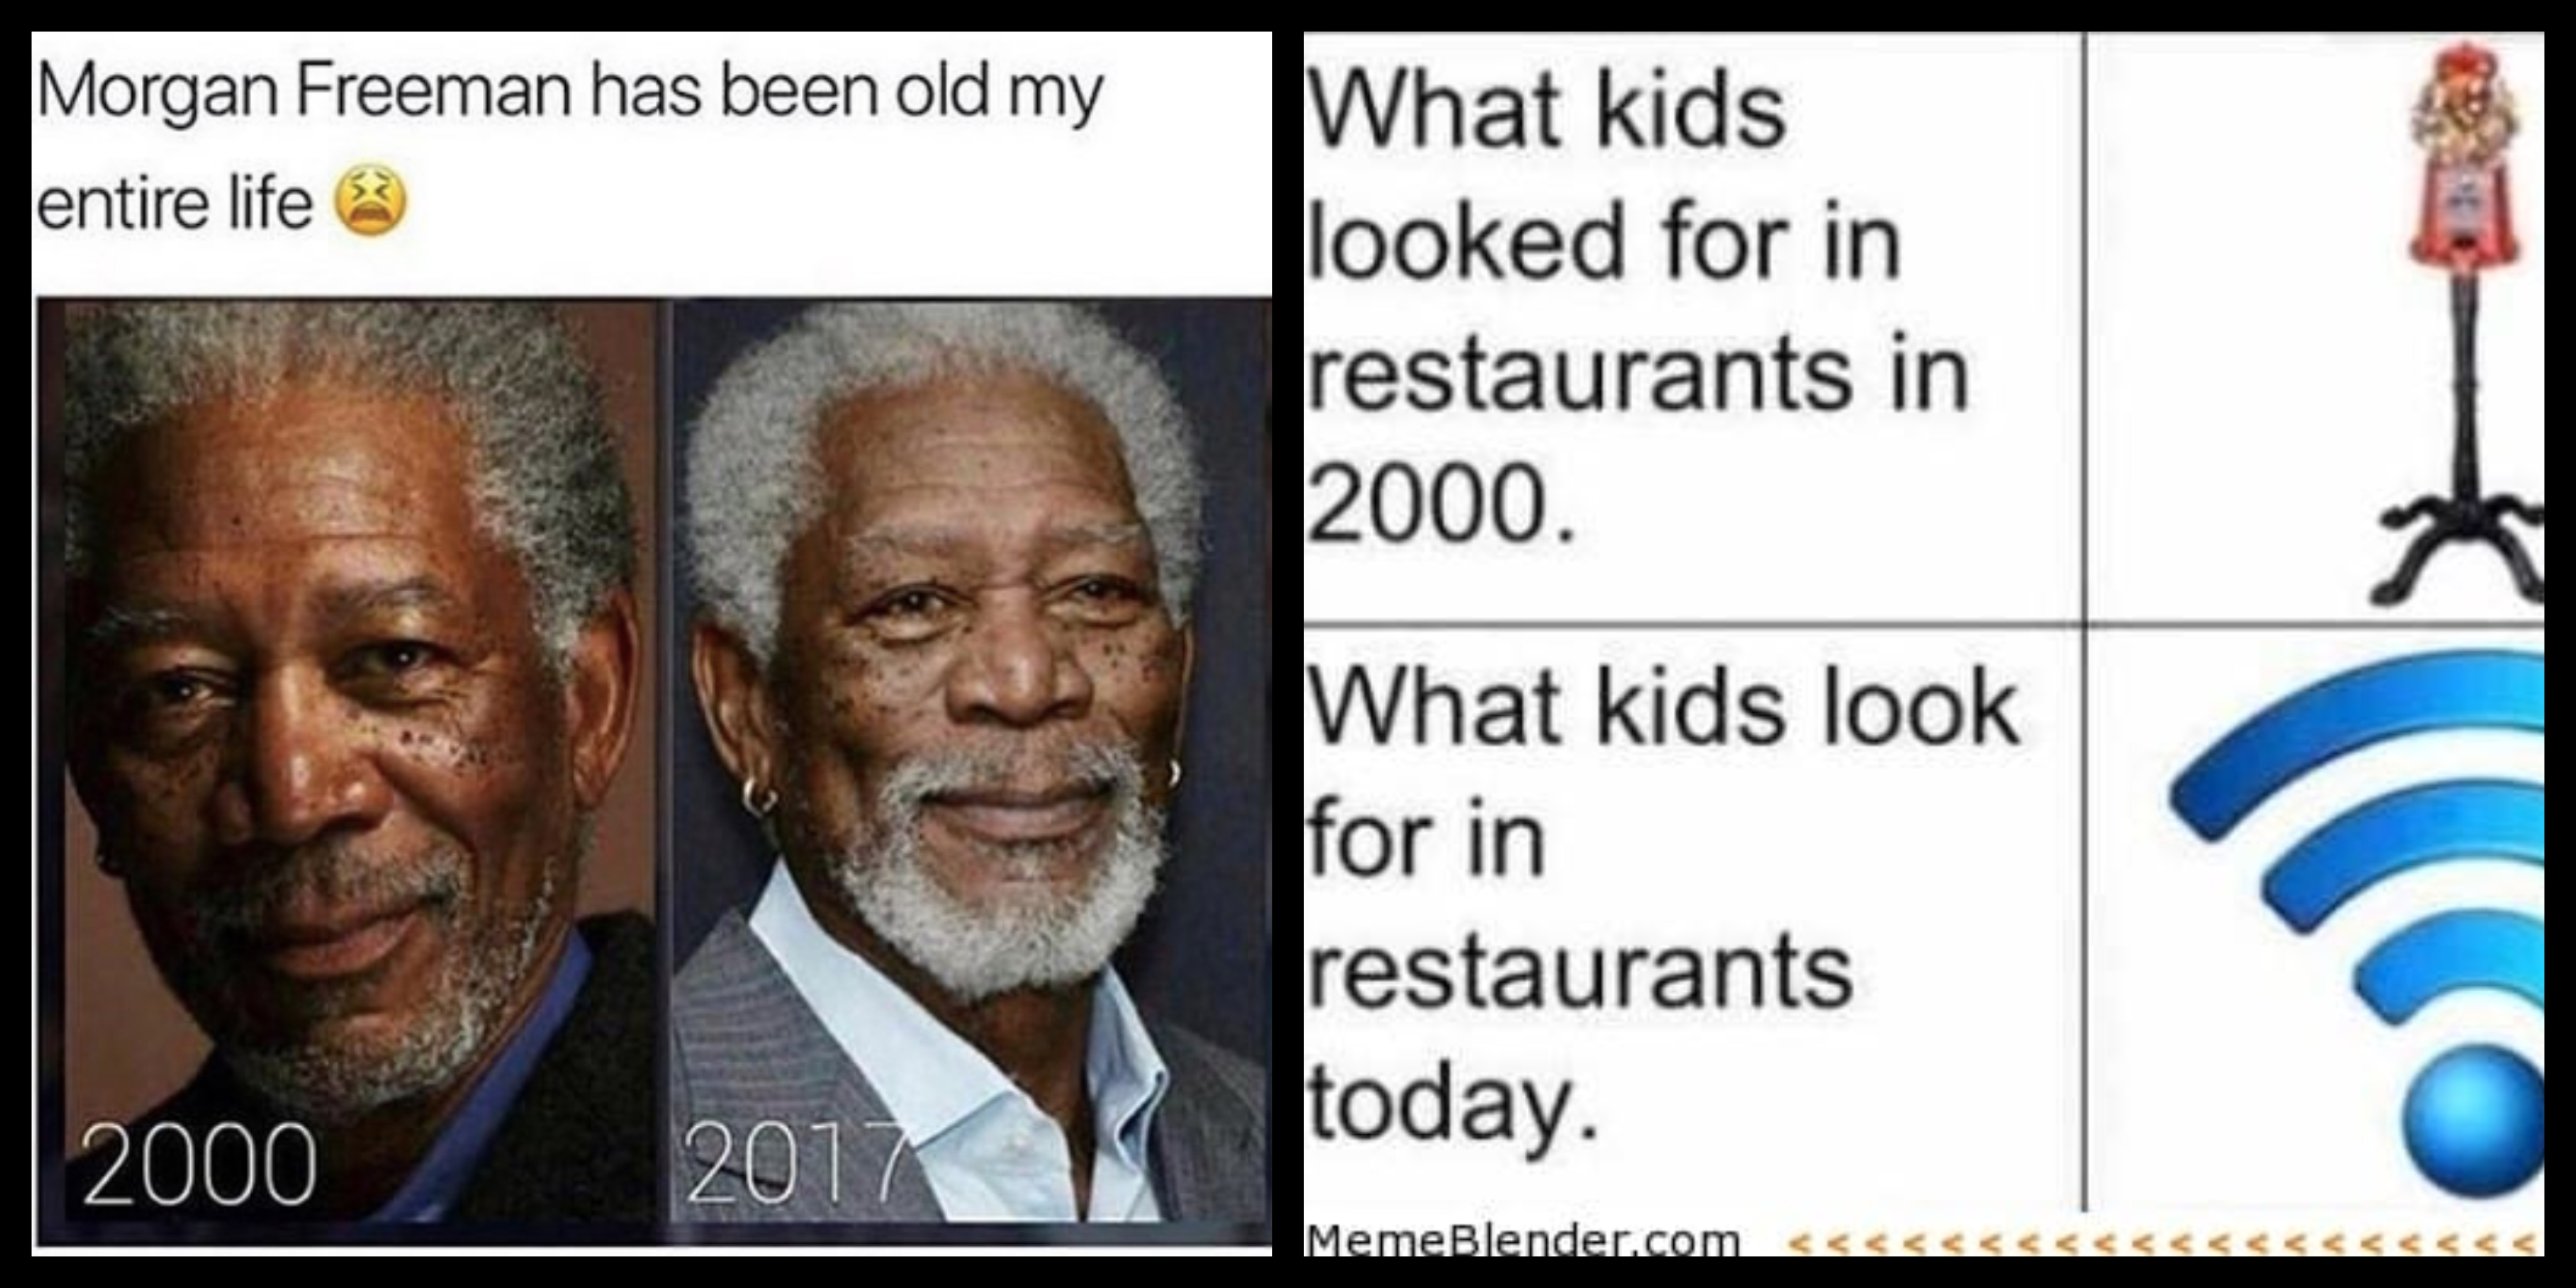 Morgan Freeman has been old my
entire life 😫
2000
2017
What kids
looked for in
restaurants in
2000.
What kids look
for in
restaurants
today.
MemeBlender.com <<<<<<<<<<<<<<<<<<<<